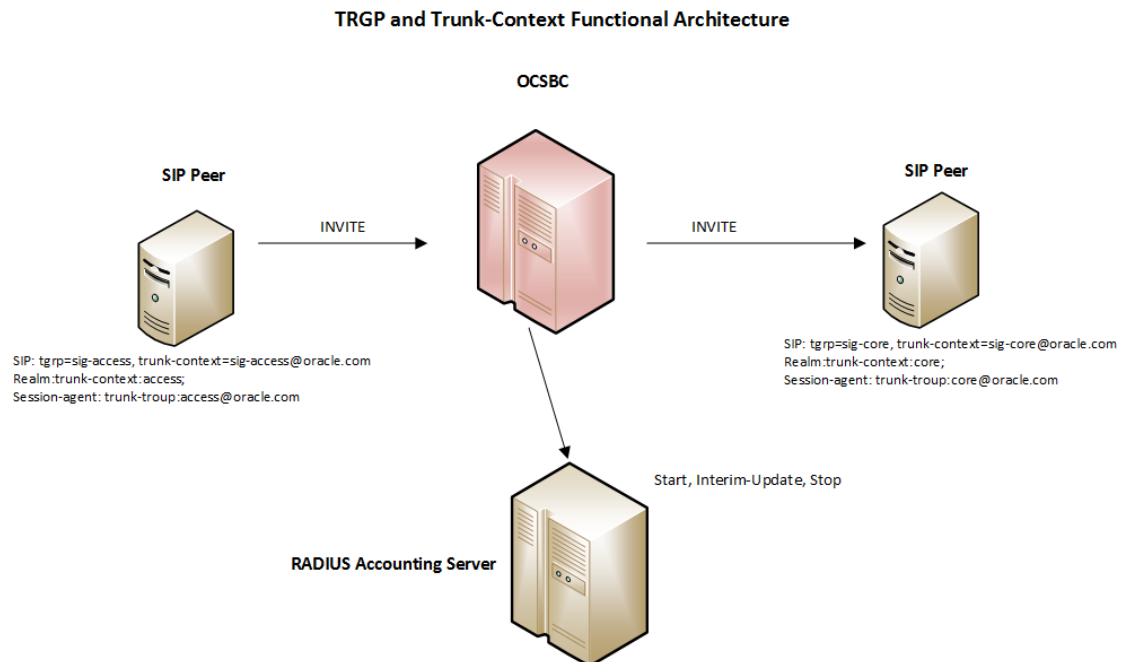 TRGP and Trunk-Context Functional Architecture
OCSBC
SIP Peer
SIP Peer
INVITE
INVITE
SIP: tgrp=sig-access, trunk-context=sig-access@oracle.com
Realm:trunk-context:access;
Session-agent: trunk-troup:access@oracle.com
SIP: tgrp=sig-core, trunk-context=sig-core@oracle.com
Realm:trunk-context:core;
Session-agent: trunk-troup:core@oracle.com
Start, Interim-Update, Stop
RADIUS Accounting Server